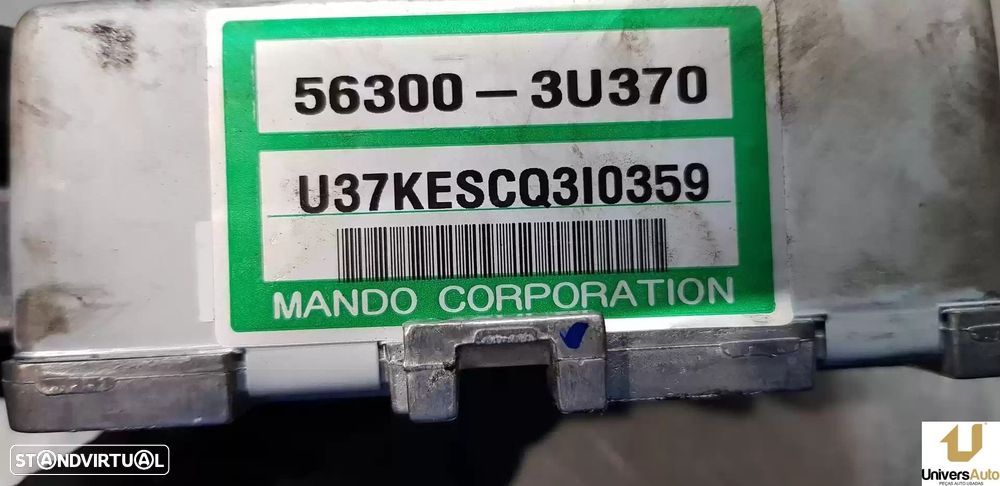 56300-3U370
U37KESCQ3I0359
MANDO CORPORATION
STANDVIRTUAL
UniversAuto
PEÇAS AUTO USADAS